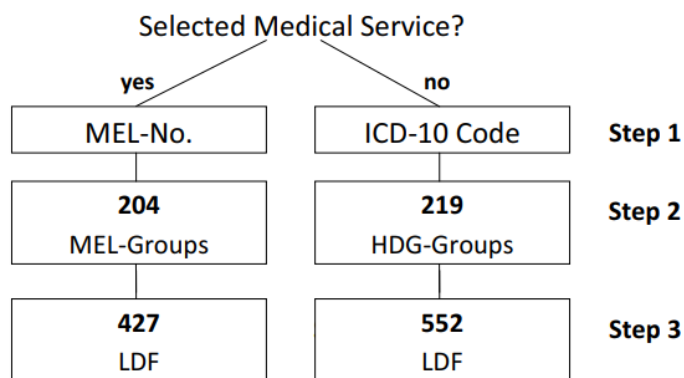 Selected Medical Service?
yes no
MEL-No. ICD-10 Code Step 1
204 219
MEL-Groups HDG-Groups Step 2
427 552
LDF LDF Step 3